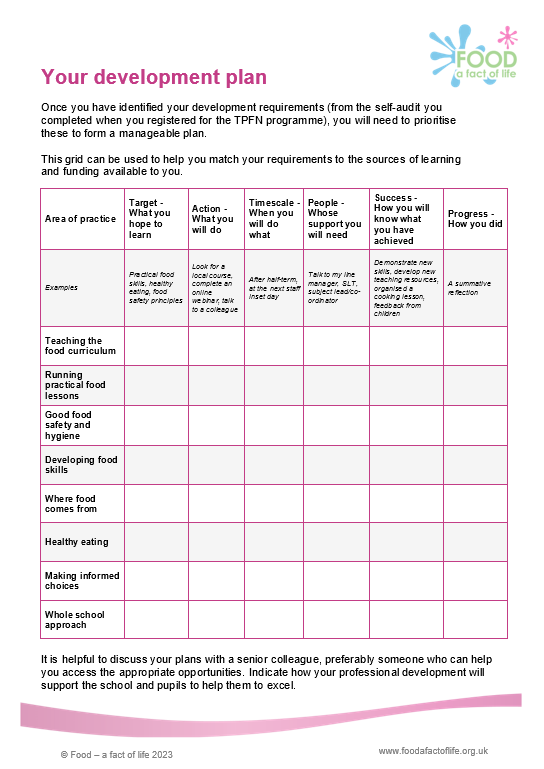 FOOD
a fact of life
Your development plan
Once you have identified your development requirements (from the self-audit you
completed when you registered for the TPFN programme), you will need to prioritise
these to form a manageable plan.
This grid can be used to help you match your requirements to the sources of learning
and funding available to you.
Area of practice
Target -
What you
hope to
learn
Action -
What you
will do
Timescale -
When you
will do
what
People -
Whose
support you
will need
Success -
How you will
know what
you have
achieved
Progress -
How you did
Examples
Practical food
skills, healthy
eating, food
safety principles
Look for a
local course,
complete an
online
webinar, talk
to a colleague
After half-term,
at the next staff
inset day
Talk to my line
manager, SLT,
subject lead/co-
ordinator
Demonstrate new
skills, develop new
teaching resources,
organised a
cooking lesson,
feedback from
children
A summative
reflection
Teaching the
food curriculum
Running
practical food
lessons
Good food
safety and
hygiene
Developing food
skills
Where food
comes from
Healthy eating
Making informed
choices
Whole school
approach
It is helpful to discuss your plans with a senior colleague, preferably someone who can help
you access the appropriate opportunities. Indicate how your professional development will
support the school and pupils to help them to excel.
© Food – a fact of life 2023
www.foodafactoflife.org.uk